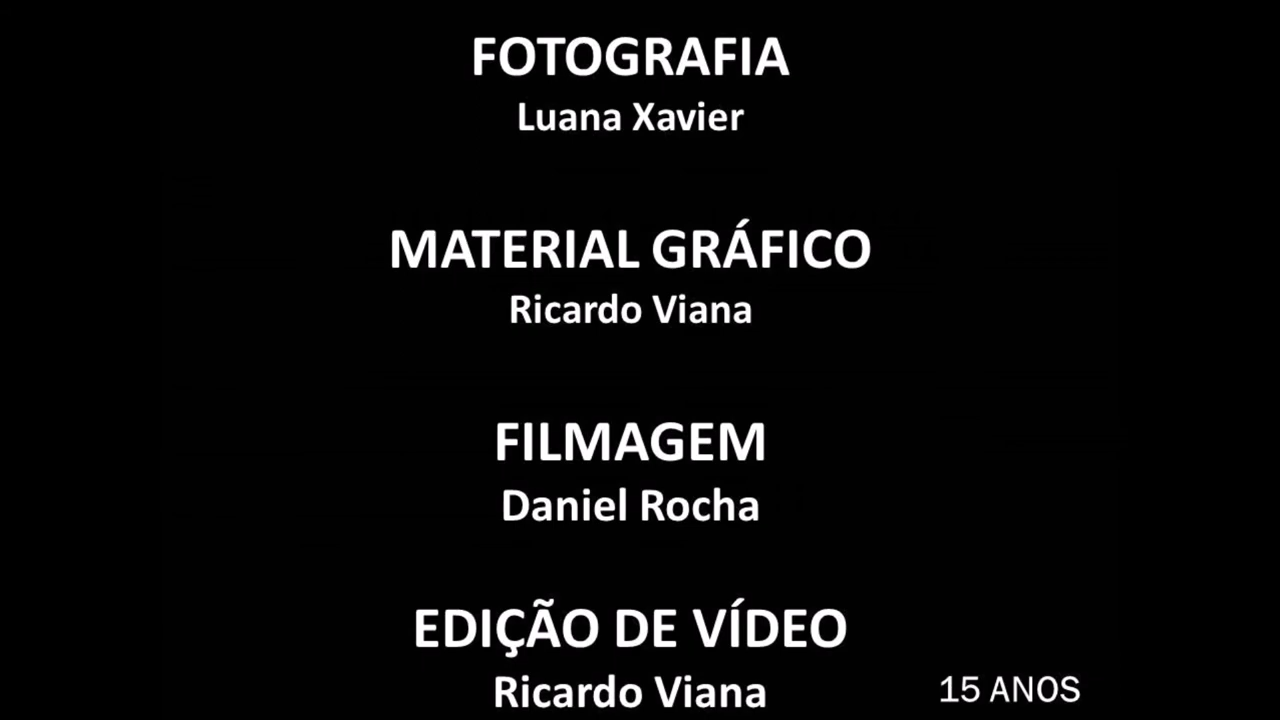 FOTOGRAFIA
Luana Xavier
MATERIAL GRÁFICO
Ricardo Viana
FILMAGEM
Daniel Rocha
EDIÇÃO DE VÍDEO
Ricardo Viana
15 ANOS